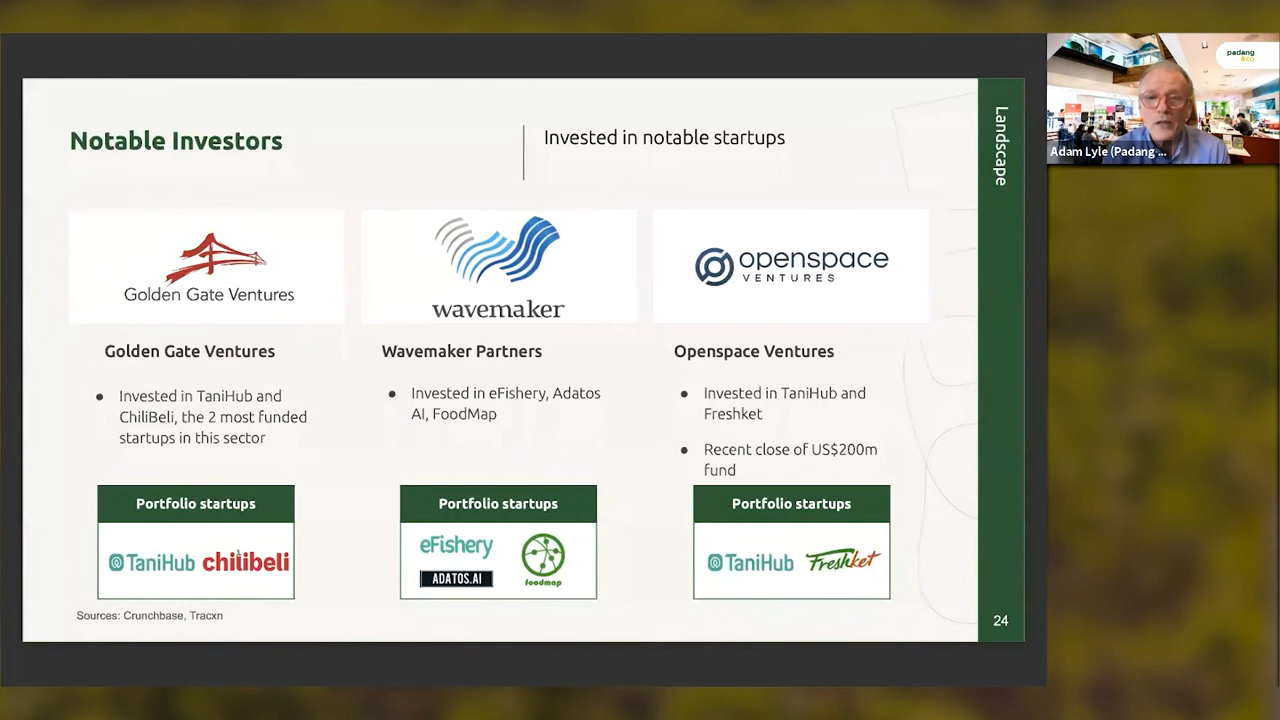 Notable Investors
Invested in notable startups
Landscape
Golden Gate Ventures
wavemaker
openspace
VENTURES
Golden Gate Ventures
Wavemaker Partners
Openspace Ventures
● Invested in TaniHub and
ChiliBeli, the 2 most funded
startups in this sector
● Invested in eFishery, Adatos
AI, FoodMap
● Invested in TaniHub and
Freshket
● Recent close of US$200m
fund
Portfolio startups
TaniHub chilibeli
Portfolio startups
eFishery
ADATOS.AI
foodmap
Portfolio startups
TaniHub Freshket
Sources: Crunchbase, Tracxn
24
padang
&co
Adam Lyle (Padang ...